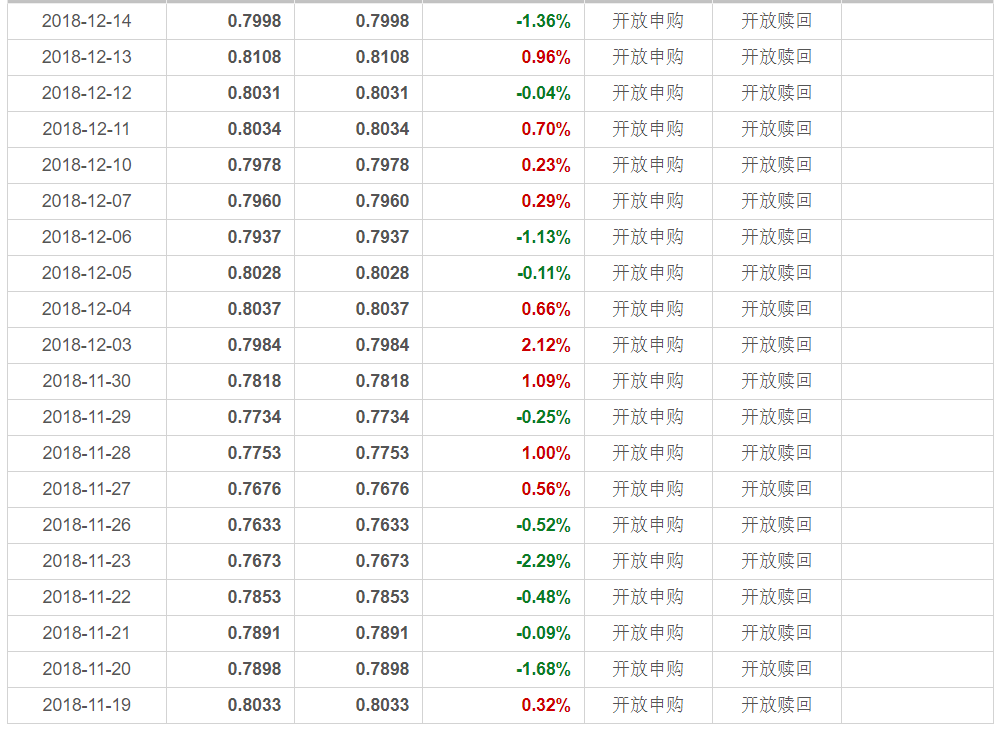 2018-12-14 0.7998 0.7998 -1.36% 开放申购 开放赎回
2018-12-13 0.8108 0.8108 0.96% 开放申购 开放赎回
2018-12-12 0.8031 0.8031 -0.04% 开放申购 开放赎回
2018-12-11 0.8034 0.8034 0.70% 开放申购 开放赎回
2018-12-10 0.7978 0.7978 0.23% 开放申购 开放赎回
2018-12-07 0.7960 0.7960 0.29% 开放申购 开放赎回
2018-12-06 0.7937 0.7937 -1.13% 开放申购 开放赎回
2018-12-05 0.8028 0.8028 -0.11% 开放申购 开放赎回
2018-12-04 0.8037 0.8037 0.66% 开放申购 开放赎回
2018-12-03 0.7984 0.7984 2.12% 开放申购 开放赎回
2018-11-30 0.7818 0.7818 1.09% 开放申购 开放赎回
2018-11-29 0.7734 0.7734 -0.25% 开放申购 开放赎回
2018-11-28 0.7753 0.7753 1.00% 开放申购 开放赎回
2018-11-27 0.7676 0.7676 0.56% 开放申购 开放赎回
2018-11-26 0.7633 0.7633 -0.52% 开放申购 开放赎回
2018-11-23 0.7673 0.7673 -2.29% 开放申购 开放赎回
2018-11-22 0.7853 0.7853 -0.48% 开放申购 开放赎回
2018-11-21 0.7891 0.7891 -0.09% 开放申购 开放赎回
2018-11-20 0.7898 0.7898 -1.68% 开放申购 开放赎回
2018-11-19 0.8033 0.8033 0.32% 开放申购 开放赎回